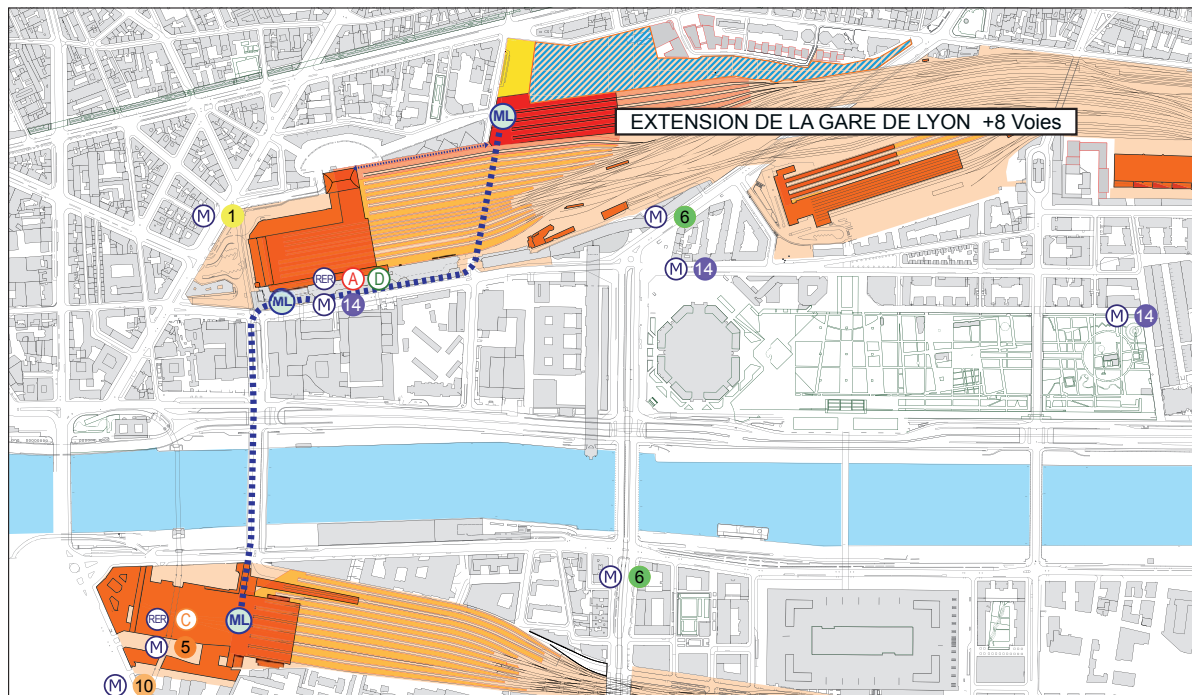 ML
EXTENSION DE LA GARE DE LYON +8 Voies
M 1
M 6
M 14
RER A D
ML M 14
M 14
M 6
RER C
ML
M 5
M 10